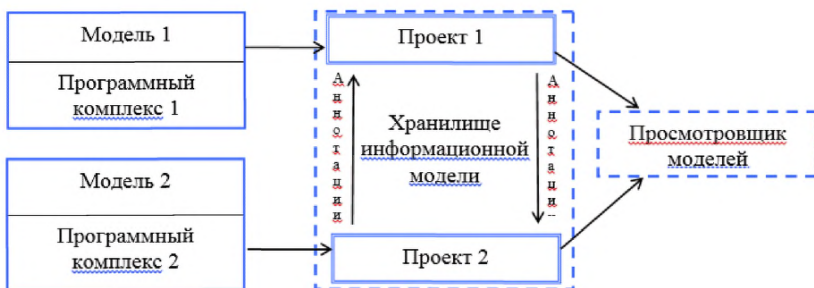 Модель 1
Программный
комплекс 1
Проект 1
Аннотации
Хранилище
информационной
модели
Аннотаци
Просмотровщик
моделей
Модель 2
Программный
комплекс 2
Проект 2